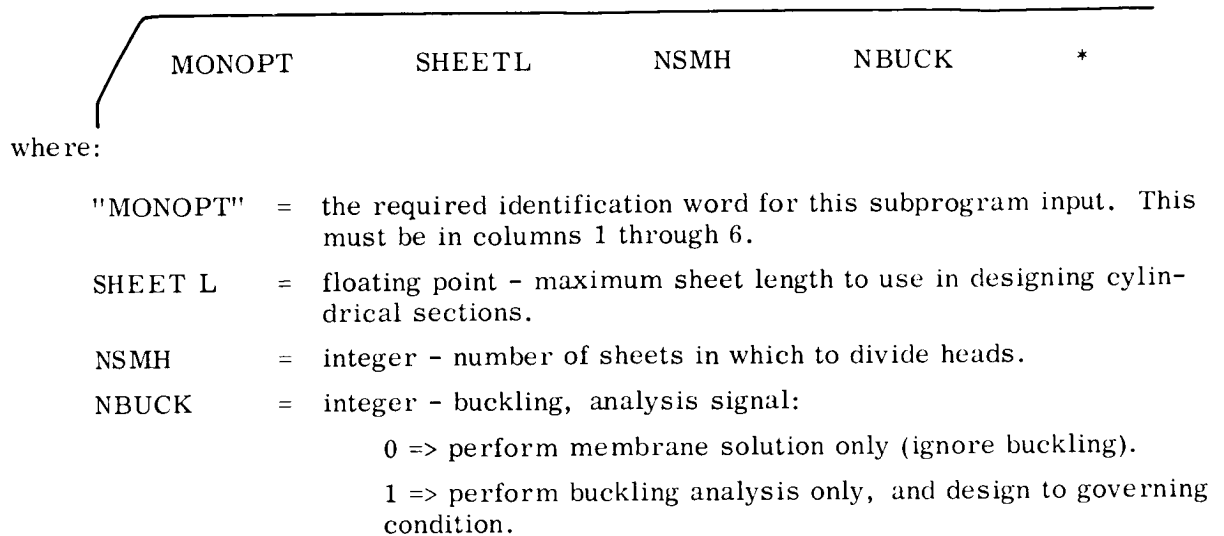 MONOPT SHEETL NSMH NBUCK *
where:
"MONOPT" = the required identification word for this subprogram input. This
must be in columns 1 through 6.
SHEET L = floating point - maximum sheet length to use in designing cylin-
drical sections.
NSMH = integer - number of sheets in which to divide heads.
NBUCK = integer - buckling, analysis signal:
0 => perform membrane solution only (ignore buckling).
1 => perform buckling analysis only, and design to governing
condition.